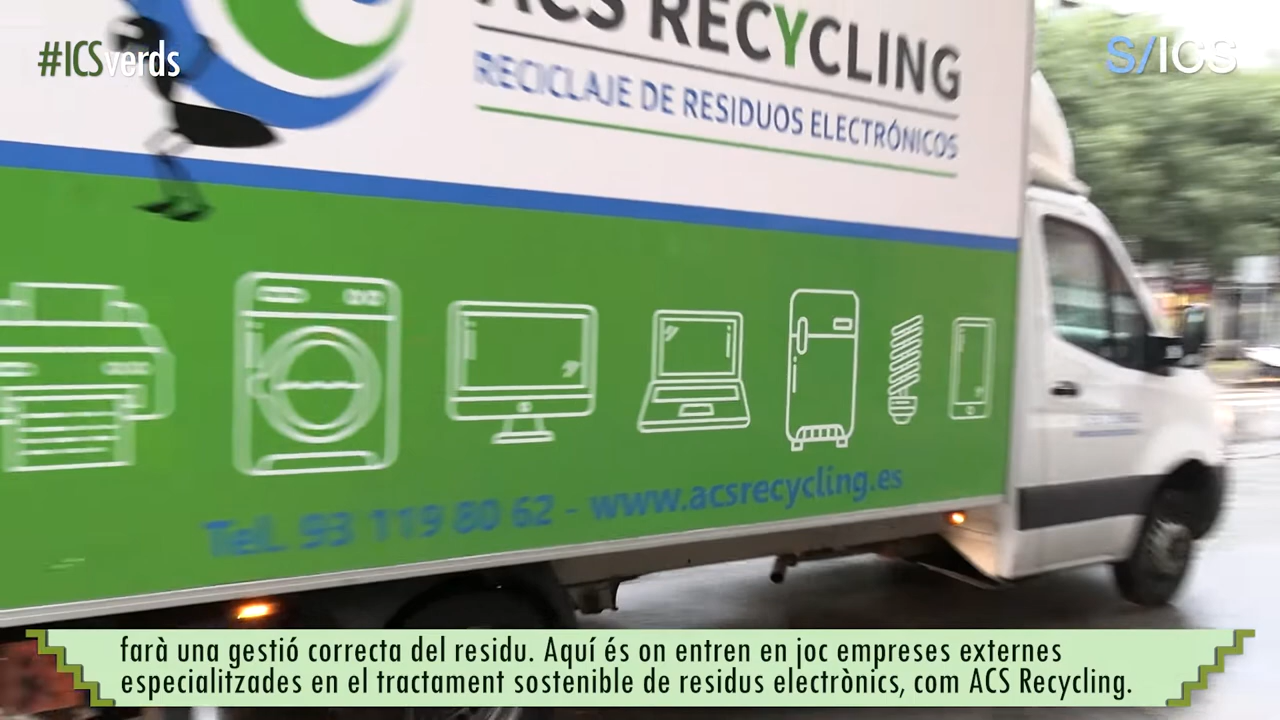 #ICSverds
S/ICS
ACS RECYCLING
RECICLAJE DE RESIDUOS ELECTRÓNICOS
Tel. 93 119 80 62 - www.acsrecycling.es
farà una gestió correcta del residu. Aquí és on entren en joc empreses externes
especialitzades en el tractament sostenible de residus electrònics, com ACS Recycling.